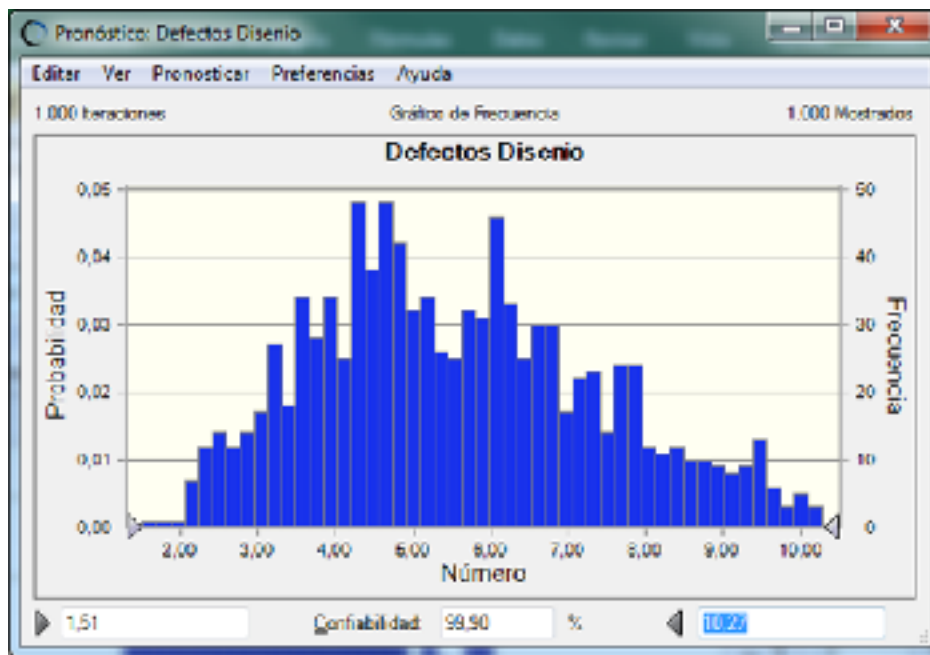 Pronóstico: Defectos Disenio
Editar Ver Pronosticar Preferencias Ayuda
1.000 Iteraciones Gráfico de Frecuencia 1.000 Mostrados
Defectos Disenio
0,05 50
0,04 40
0,03 30
0,02 20
0,01 10
0,00 0
Probabilidad
Frecuencia
2,00 3,00 4,00 5,00 6,00 7,00 8,00 9,00 10,00
Número
1,51 Confiabilidad: 99,90 % 10,27